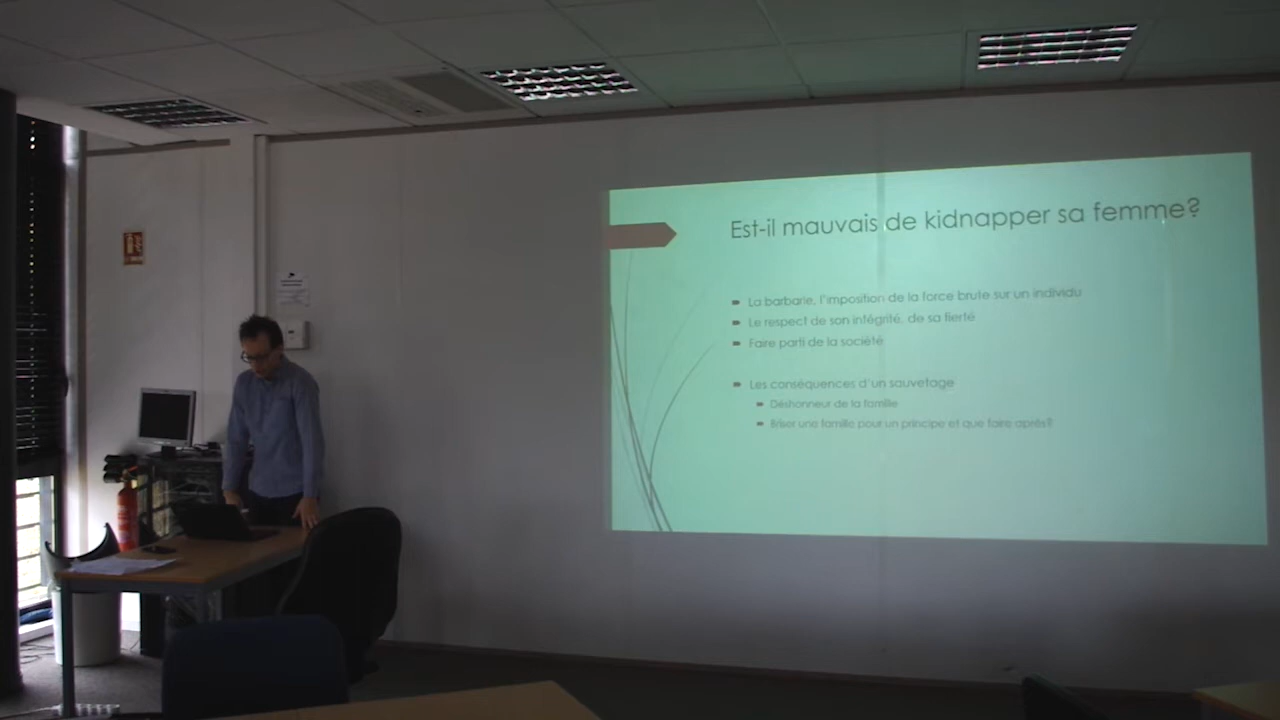 Est-il mauvais de kidnapper sa femme?
La barbarie, l'imposition de la force brute sur un individu
Le respect de son intégrité, de sa fierté
Faire parti de la société
Les conséquences d'un sauvetage
Déshonneur de la famille
Briser une famille pour un principe et que faire après?